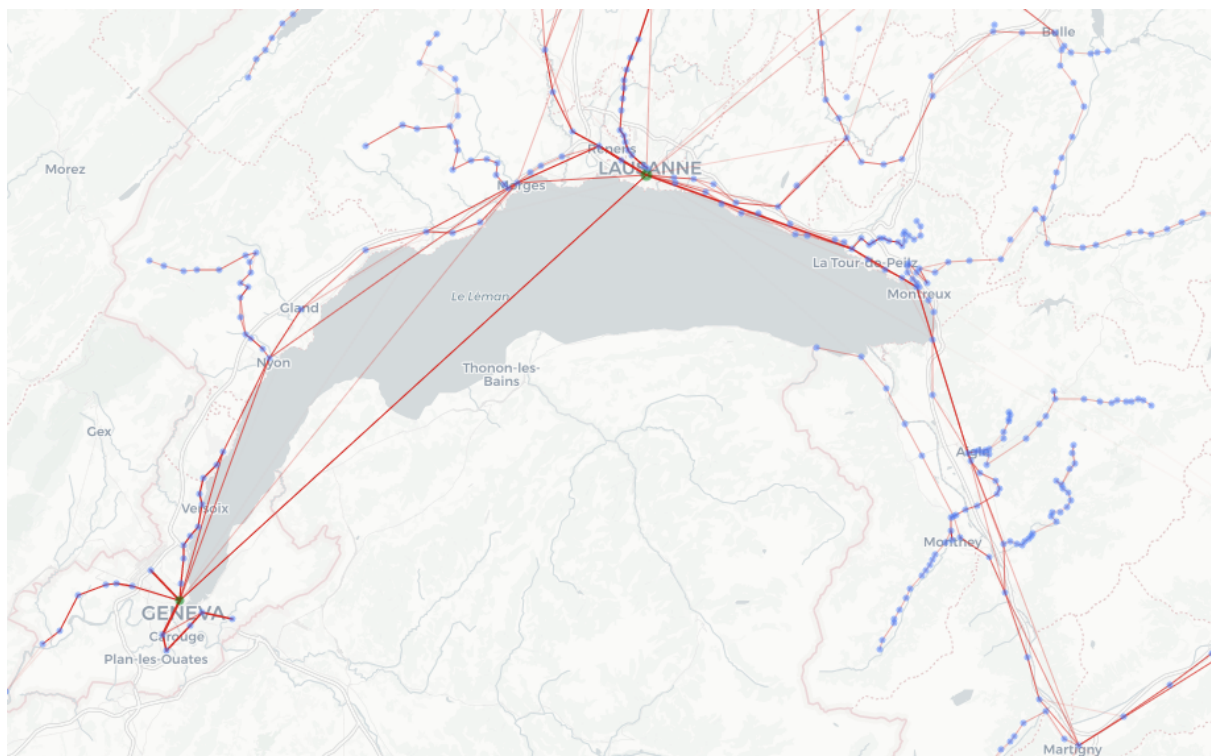 Bulle
Morez
Renens
LAUSANNE
Morges
La Tour-de-Peilz
Le Léman
Montreux
Gland
Nyon
Thonon-les-
Bains
Gex
Aigle
Versoix
Monthey
GENEVA
Carouge
Plan-les-Ouates
Martigny